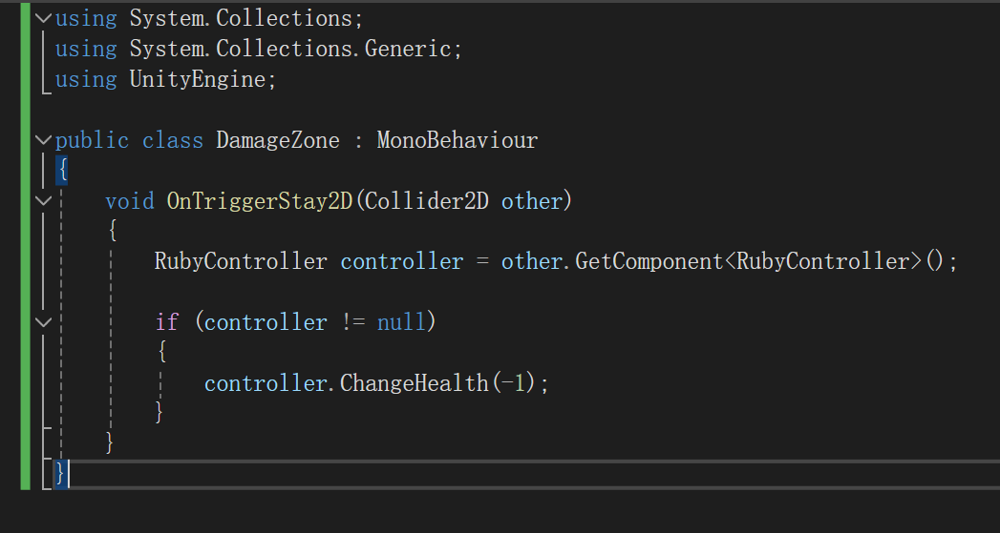 using System.Collections;
using System.Collections.Generic;
using UnityEngine;
public class DamageZone : MonoBehaviour
{
void OnTriggerStay2D(Collider2D other)
{
RubyController controller = other.GetComponent<RubyController>();
if (controller != null)
{
controller.ChangeHealth(-1);
}
}
}